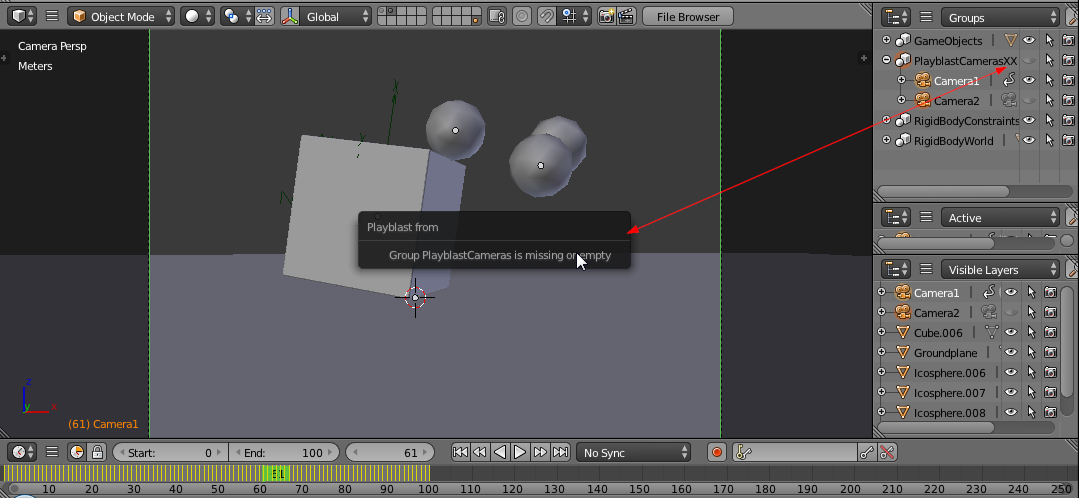 Object Mode
Global
File Browser
Groups
Camera Persp
Meters
GameObjects
PlayblastCamerasXX
Camera1
Camera2
RigidBodyConstraints
RigidBodyWorld
Playblast from
Group PlayblastCameras is missing or empty
Active
Visible Layers
Camera1
Camera2
Cube.006
Groundplane
Icosphere.006
Icosphere.007
Icosphere.008
z
y
x
(61) Camera1
Start: 0
End: 100
61
No Sync
61
10 20 30 40 50 60 70 80 90 100 110 120 130 140 150 160 170 180 190 200 210 220 230 240 250